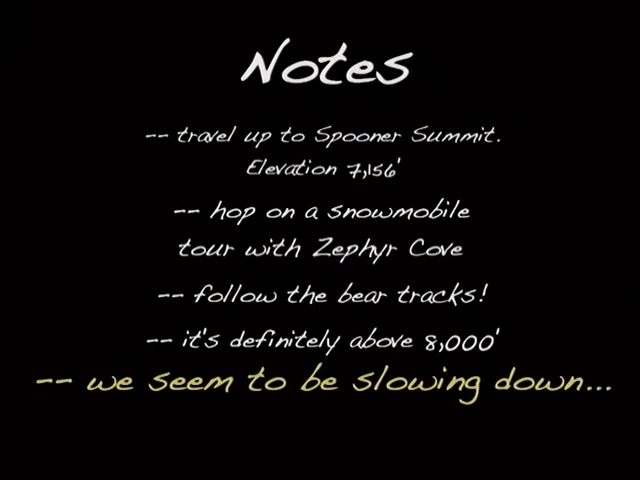 Notes
-- travel up to Spooner Summit.
Elevation 7,156'
-- hop on a snowmobile
tour with Zephyr Cove
-- follow the bear tracks!
-- it's definitely above 8,000'
-- we seem to be slowing down...